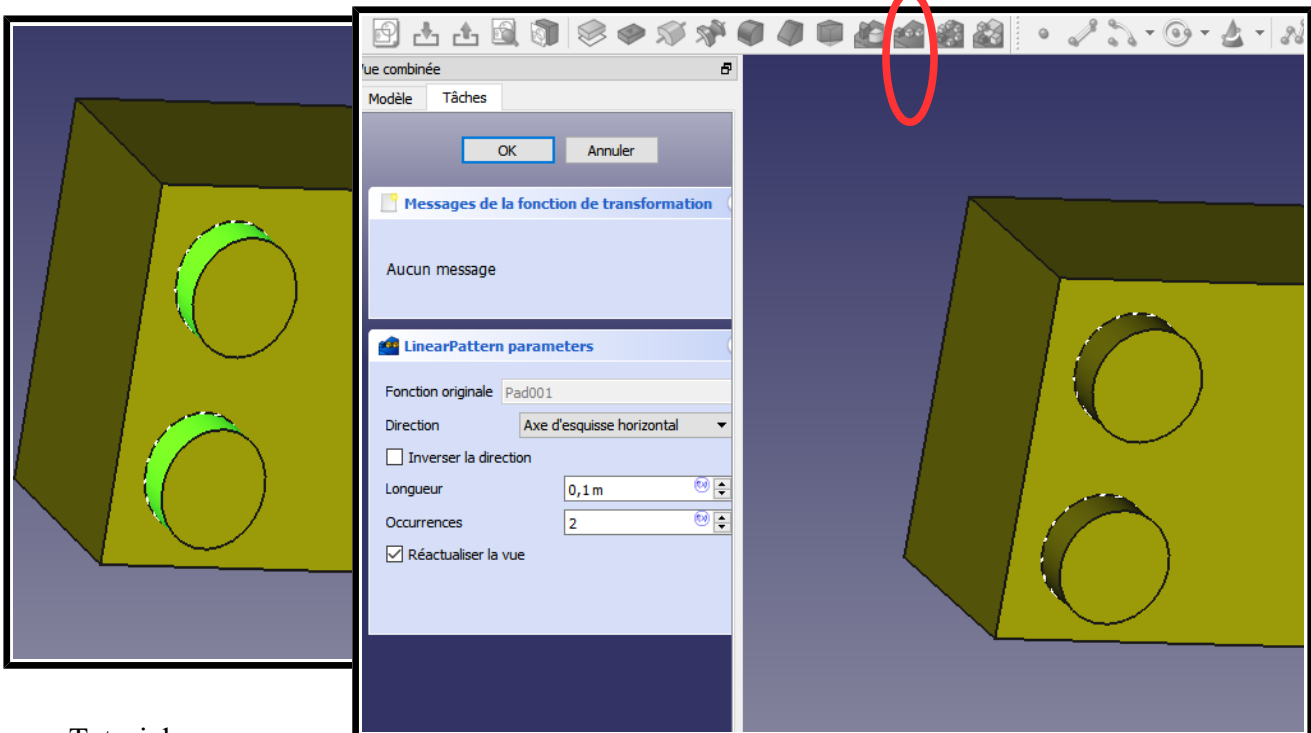 Vue combinée
Modèle Tâches
OK Annuler
Messages de la fonction de transformation
Aucun message
LinearPattern parameters
Fonction originale Pad001
Direction Axe d'esquisse horizontal
Inverser la direction
Longueur 0,1 m
Occurrences 2
Réactualiser la vue